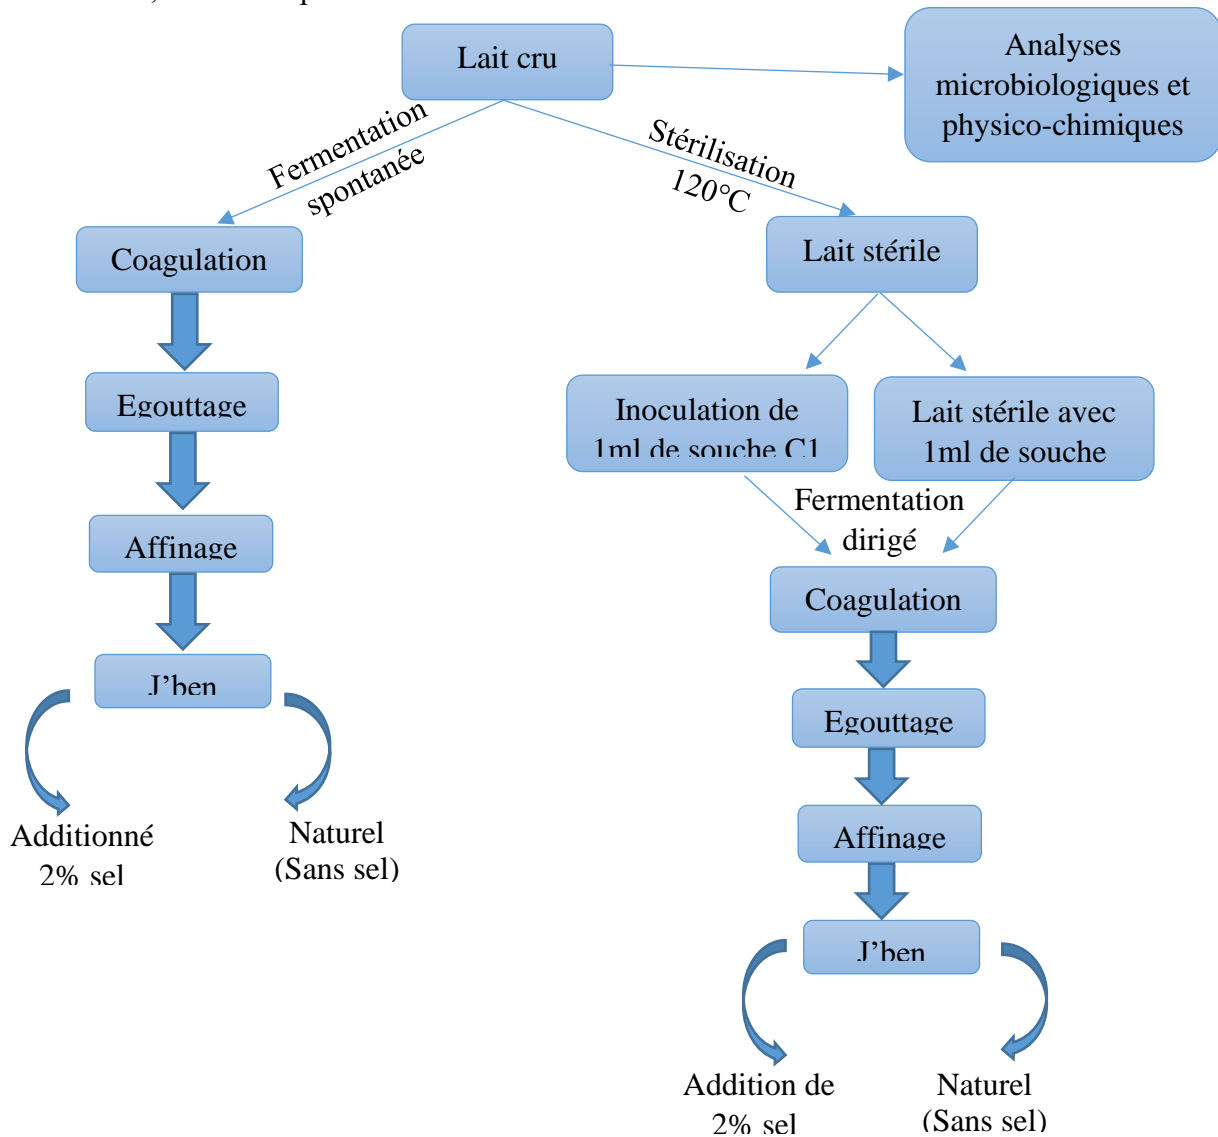 Lait cru
Analyses
microbiologiques et
physico-chimiques
Fermentation
spontanée
Stérilisation
120°C
Coagulation
Lait stérile
Egouttage
Inoculation de
1ml de souche C1
Lait stérile avec
1ml de souche
Fermentation
dirigé
Affinage
Coagulation
J'ben
Egouttage
Additionné
2% sel
Naturel
(Sans sel)
Affinage
J'ben
Addition de
2% sel
Naturel
(Sans sel)